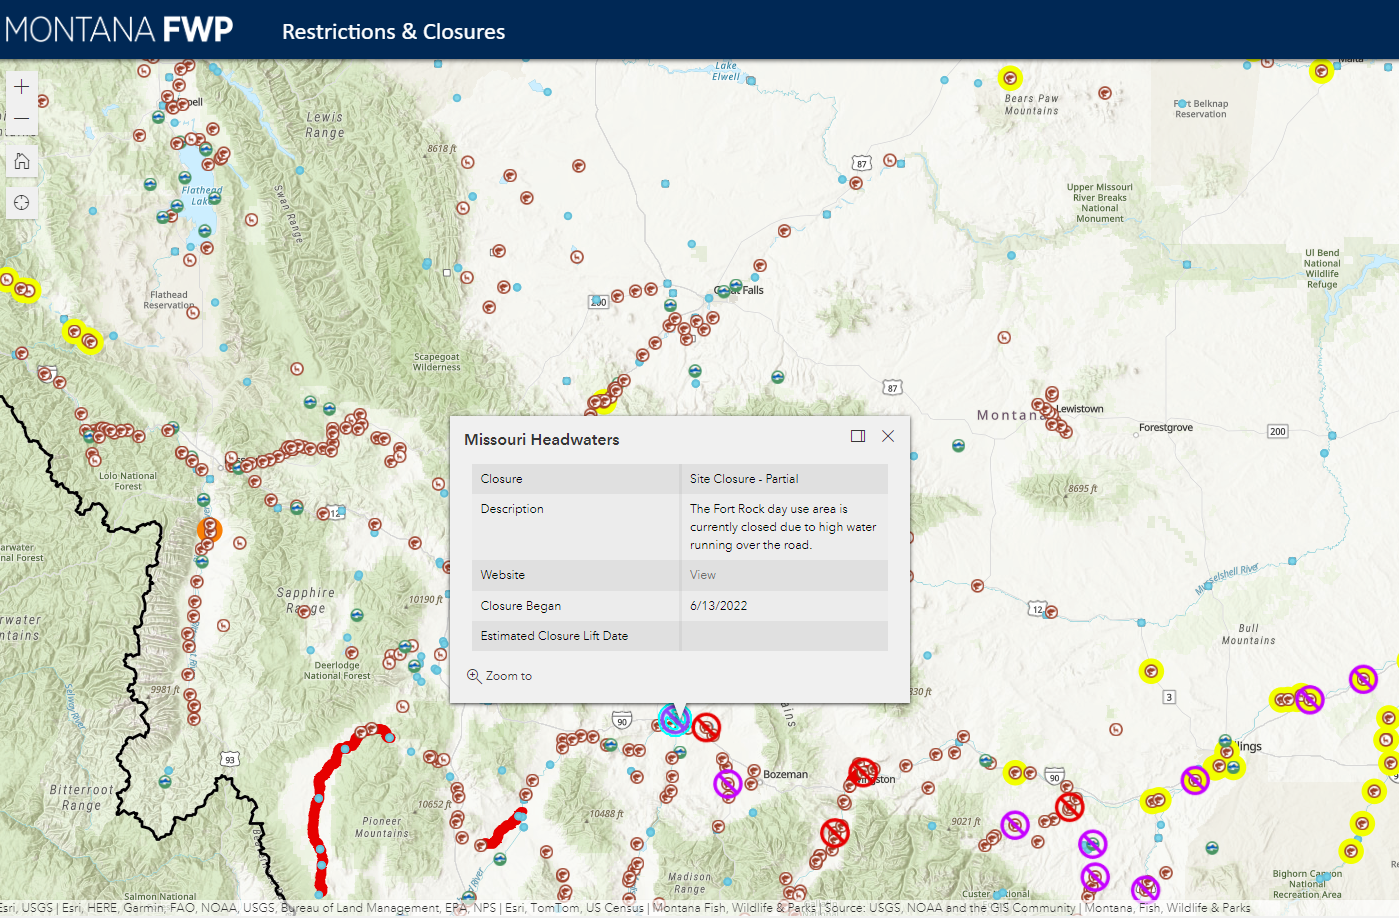 MONTANA FWP
Restrictions & Closures
Lake
Elwell
Malta
Bears Paw
Mountains
Fort Belknap
Reservation
Lewis
Range
8618 ft
87
Flathead
Lake
Swan Range
Upper Missouri
River Breaks
National
Monument
Ul Bend
National
Wildlife
Refuge
Flathead
Reservation
200
Great Falls
Scapegoat
Wilderness
87
Montana
Lewistown
Forestgrove
200
Lolo National
Forest
8695 ft
12
Missouri Headwaters
Closure
Site Closure - Partial
Description
The Fort Rock day use area is
currently closed due to high water
running over the road.
Website
View
Closure Began
6/13/2022
Estimated Closure Lift Date
Zoom to
Sapphire
Range
10190 ft
Musselshell River
12
Bull
Mountains
Deerlodge
National Forest
9981 ft
3
90
93
Bitterroot
Range
Bozeman
90
10652 ft
Pioneer
Mountains
10488 ft
9021 ft
Madison
Range
Salmon National
Bighorn Canyon
National
Recreation Area
Esri, USGS | Esri, HERE, Garmin, FAO, NOAA, USGS, Bureau of Land Management, EPA, NPS | Esri, TomTom, US Census | Montana Fish, Wildlife & Parks | Source: USGS, NOAA and the GIS Community | Montana, Fish, Wildlife & Parks